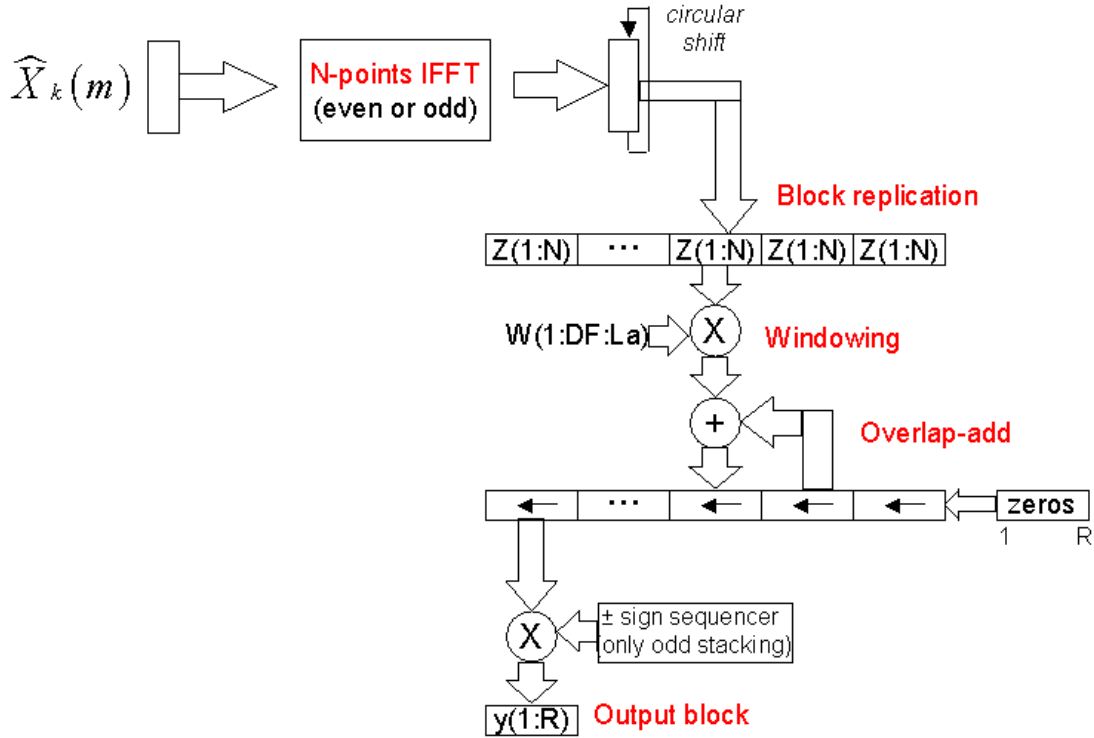 circular
shift
X̂ k(m)
N-points IFFT
(even or odd)
Block replication
Z(1:N) ... Z(1:N) Z(1:N) Z(1:N)
W(1:DF:La)
X
Windowing
+
Overlap-add
...
zeros
1 R
X
± sign sequencer
(only odd stacking)
y(1:R)
Output block